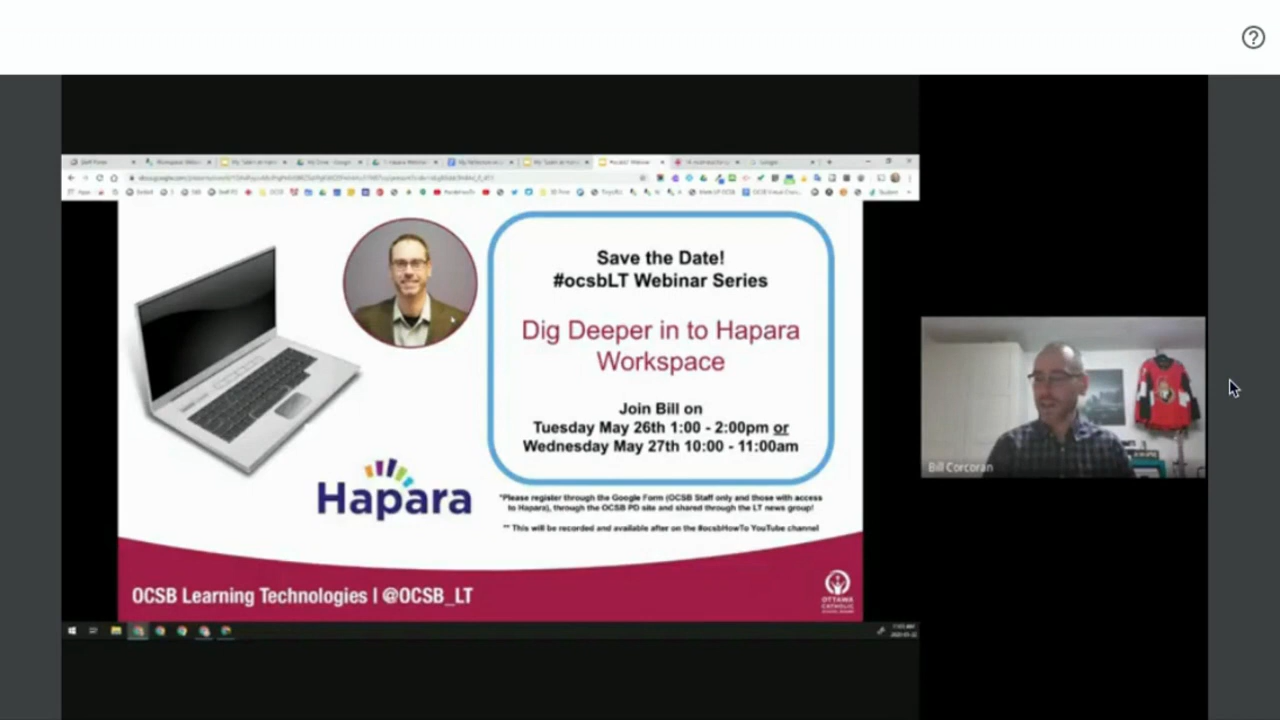 Save the Date!
#ocsbLT Webinar Series
Dig Deeper in to Hapara
Workspace
Join Bill on
Tuesday May 26th 1:00 - 2:00pm or
Wednesday May 27th 10:00 - 11:00am
Hapara
*Please register through the Google Form (OCSB Staff only and those with access
to Hapara), through the OCSB PD site and shared through the LT news group!
** This will be recorded and available after on the #ocsbHowTo YouTube channel
OCSB Learning Technologies | @OCSB_LT
OTTAWA
CATHOLIC
Bill Corcoran